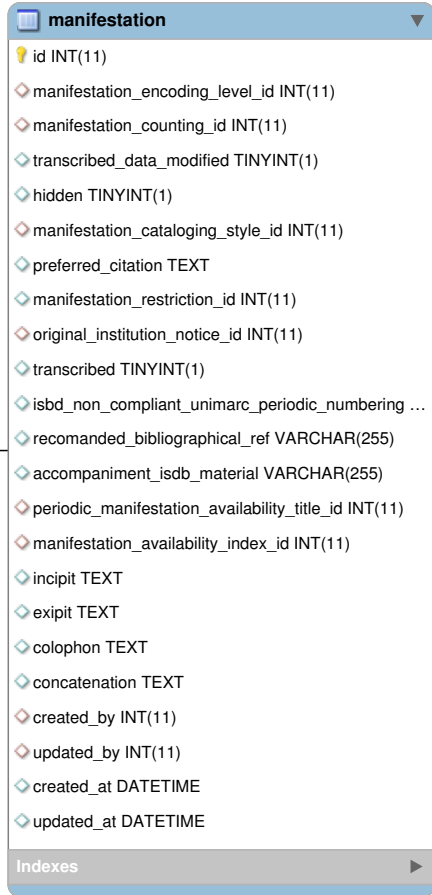 manifestation
id INT(11)
manifestation_encoding_level_id INT(11)
manifestation_counting_id INT(11)
transcribed_data_modified TINYINT(1)
hidden TINYINT(1)
manifestation_cataloging_style_id INT(11)
preferred_citation TEXT
manifestation_restriction_id INT(11)
original_institution_notice_id INT(11)
transcribed TINYINT(1)
isbd_non_compliant_unimarc_periodic_numbering …
recomanded_bibliographical_ref VARCHAR(255)
accompaniment_isdb_material VARCHAR(255)
periodic_manifestation_availability_title_id INT(11)
manifestation_availability_index_id INT(11)
incipit TEXT
exipit TEXT
colophon TEXT
concatenation TEXT
created_by INT(11)
updated_by INT(11)
created_at DATETIME
updated_at DATETIME
Indexes